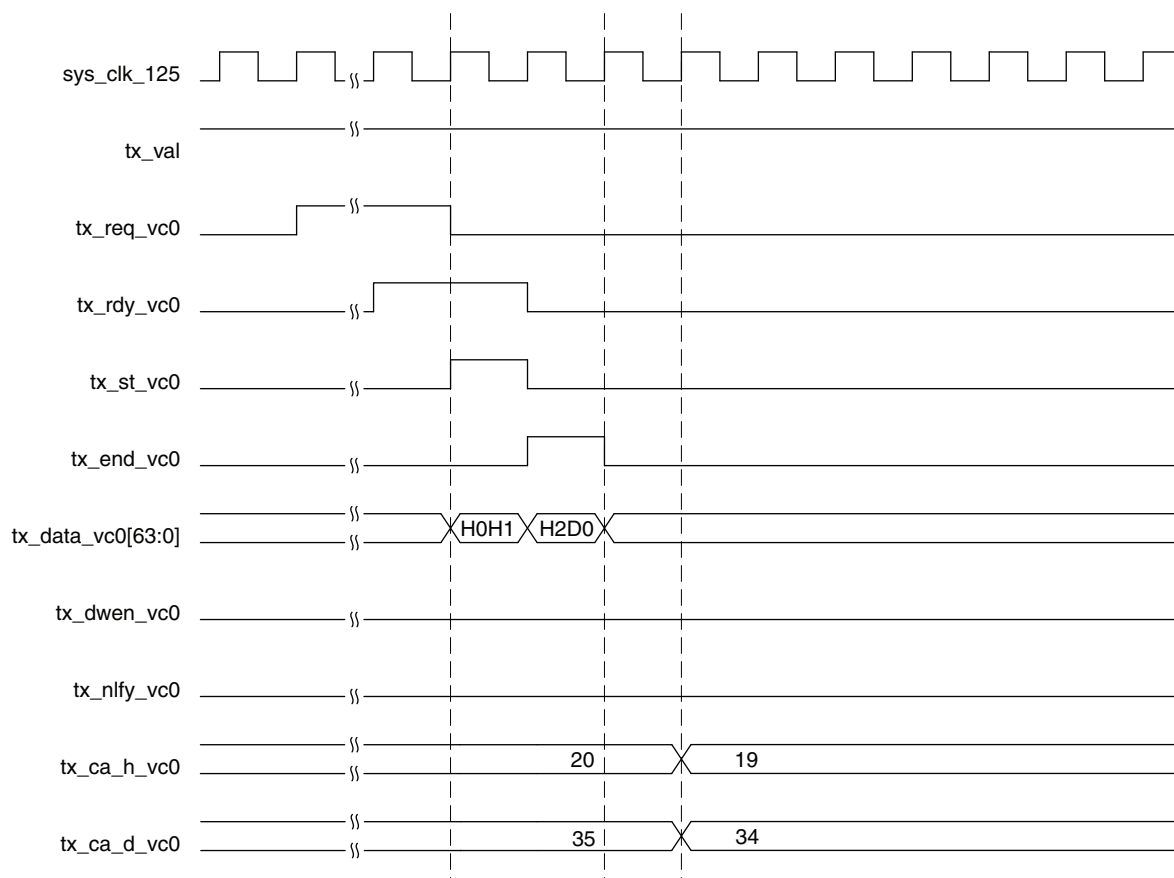 sys_clk_125
tx_val
tx_req_vc0
tx_rdy_vc0
tx_st_vc0
tx_end_vc0
tx_data_vc0[63:0] H0H1 H2D0
tx_dwen_vc0
tx_nlfy_vc0
tx_ca_h_vc0 20 19
tx_ca_d_vc0 35 34